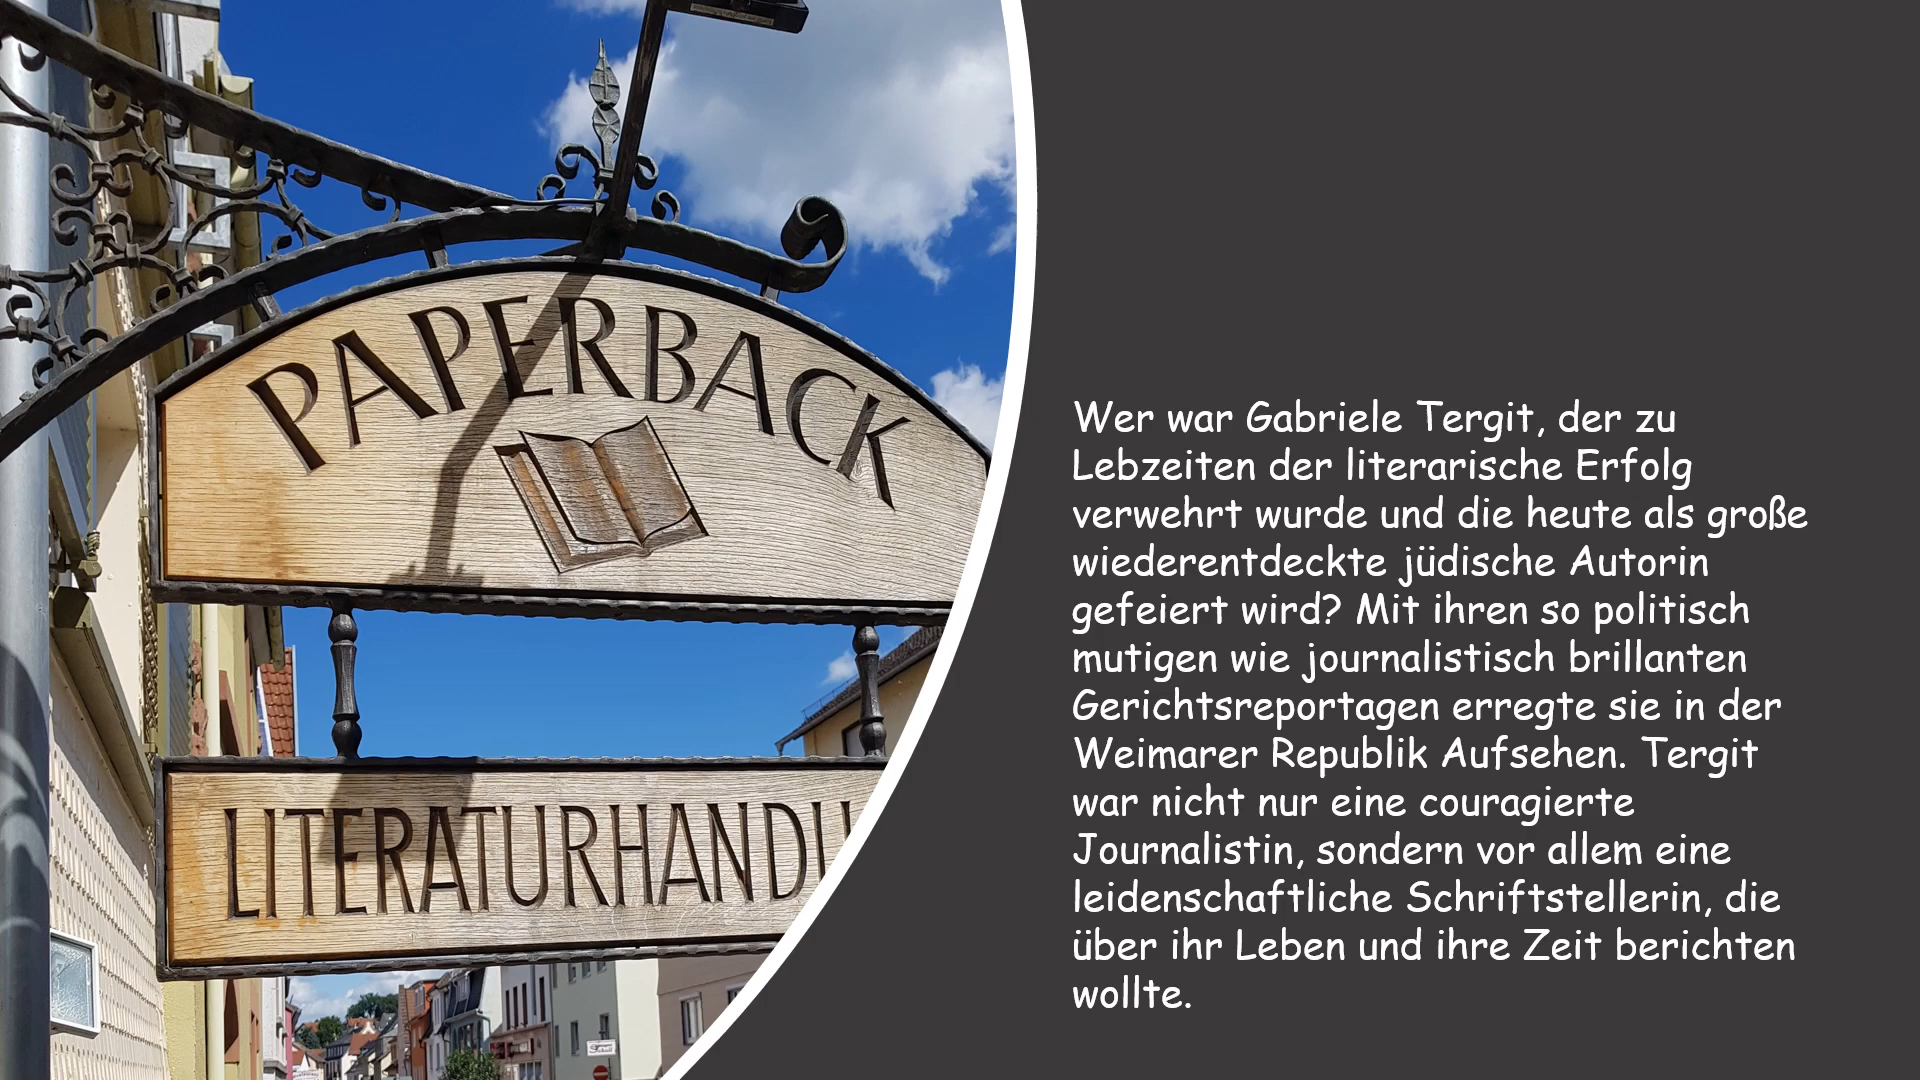 PAPERBACK
LITERATURHANDLU
Wer war Gabriele Tergit, der zu
Lebzeiten der literarische Erfolg
verwehrt wurde und die heute als große
wiederentdeckte jüdische Autorin
gefeiert wird? Mit ihren so politisch
mutigen wie journalistisch brillanten
Gerichtsreportagen erregte sie in der
Weimarer Republik Aufsehen. Tergit
war nicht nur eine couragierte
Journalistin, sondern vor allem eine
leidenschaftliche Schriftstellerin, die
über ihr Leben und ihre Zeit berichten
wollte.